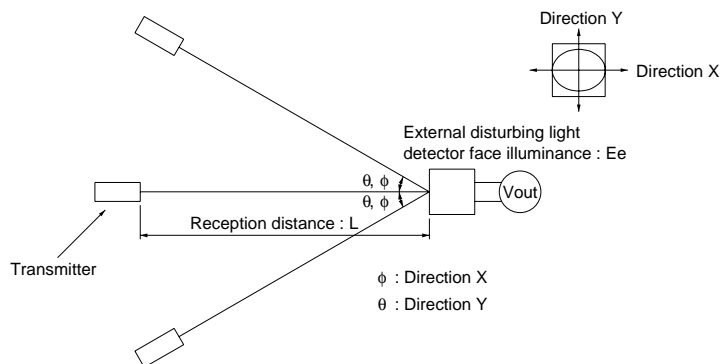 Direction Y
Direction X
External disturbing light
detector face illuminance : Ee
θ, ϕ
θ, ϕ
Vout
Reception distance : L
Transmitter
ϕ : Direction X
θ : Direction Y